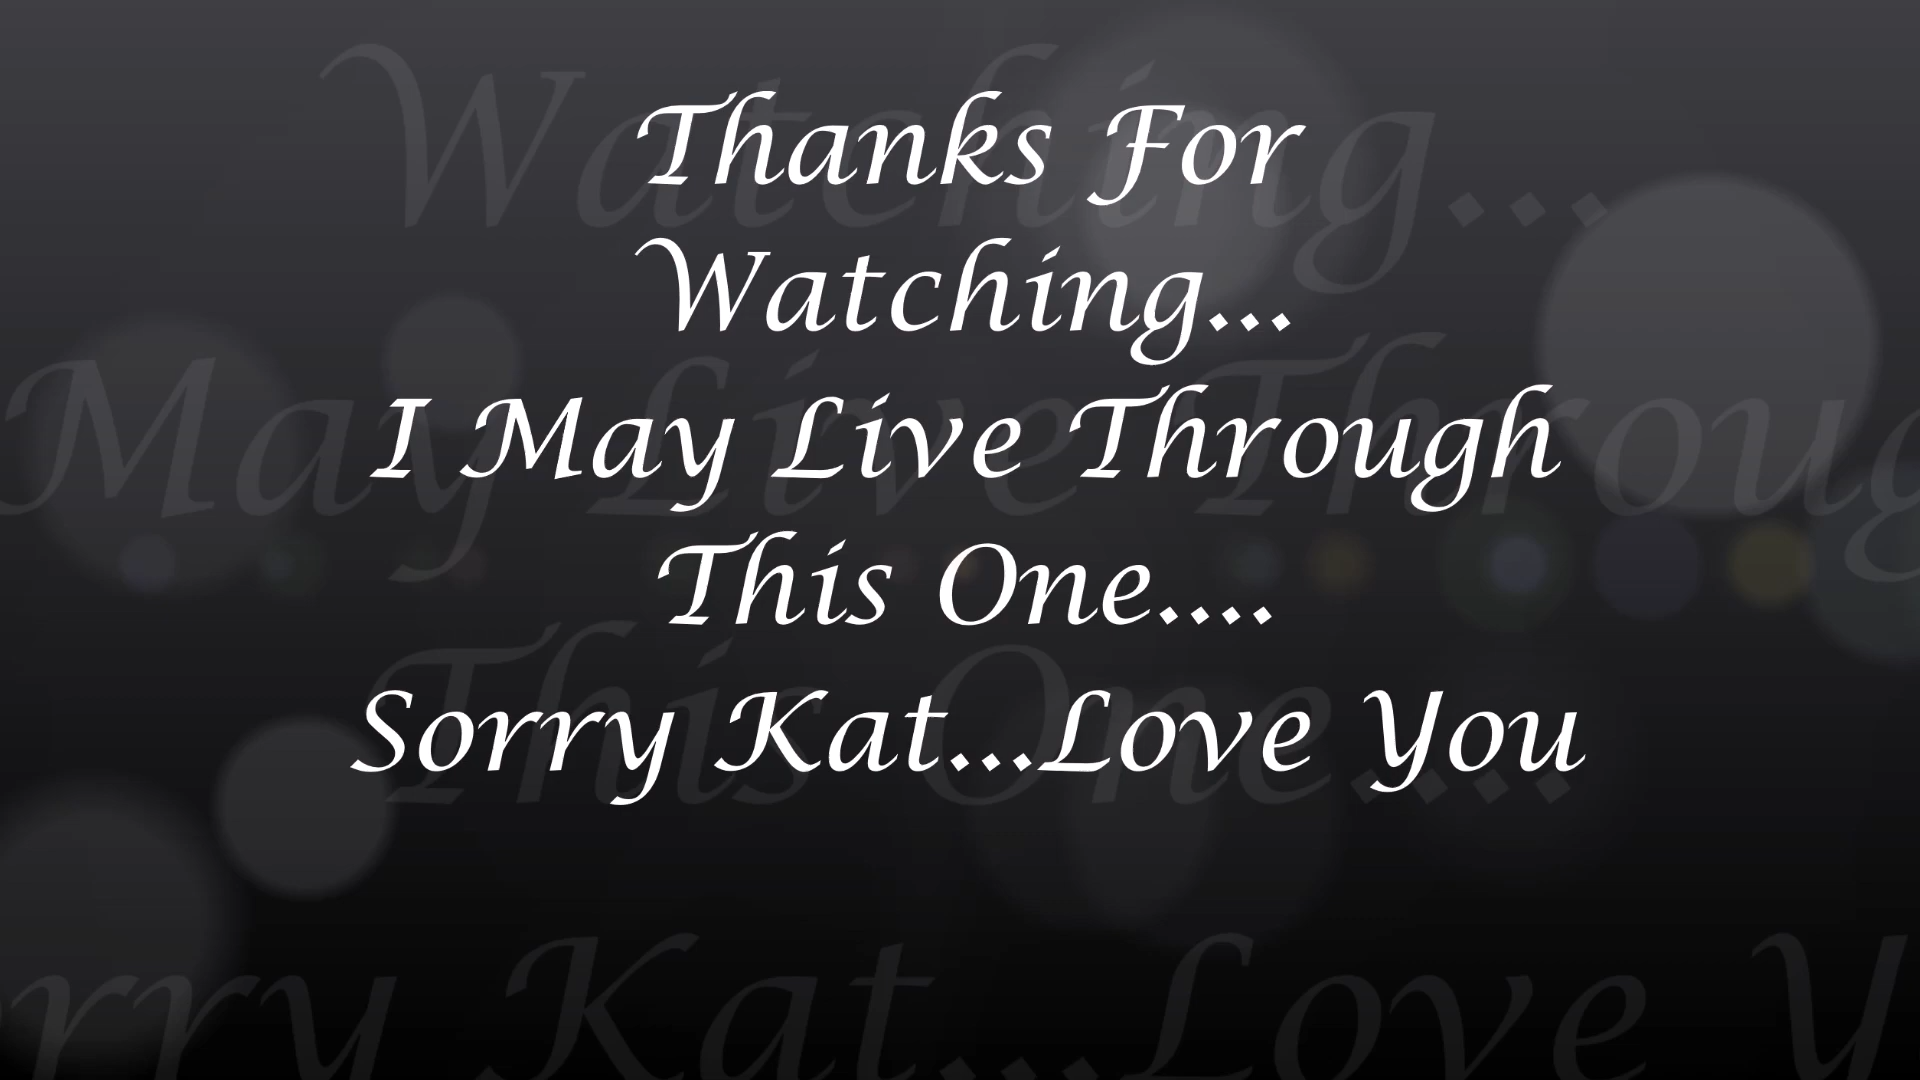 Thanks For
Watching...
I May Live Through
This One....
Sorry Kat...Love You